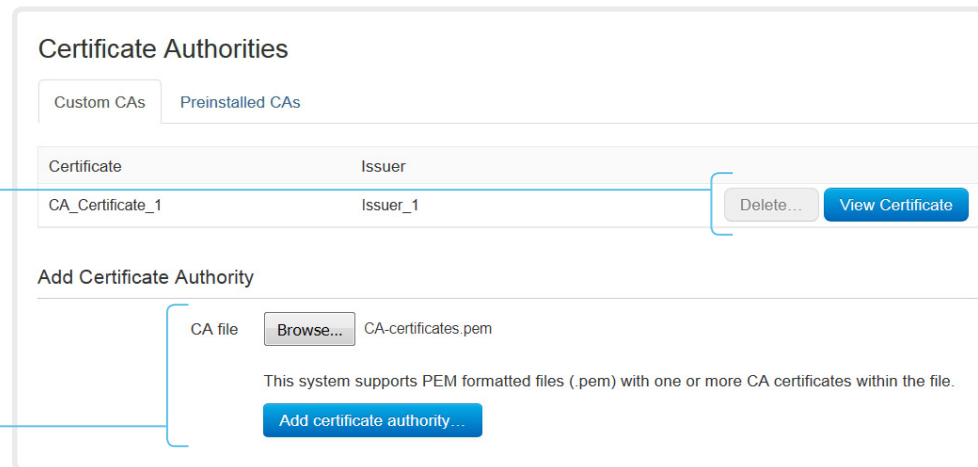 Certificate Authorities
Custom CAs Preinstalled CAs
Certificate Issuer
CA_Certificate_1 Issuer_1 Delete... View Certificate
Add Certificate Authority
CA file Browse... CA-certificates.pem
This system supports PEM formatted files (.pem) with one or more CA certificates within the file.
Add certificate authority...